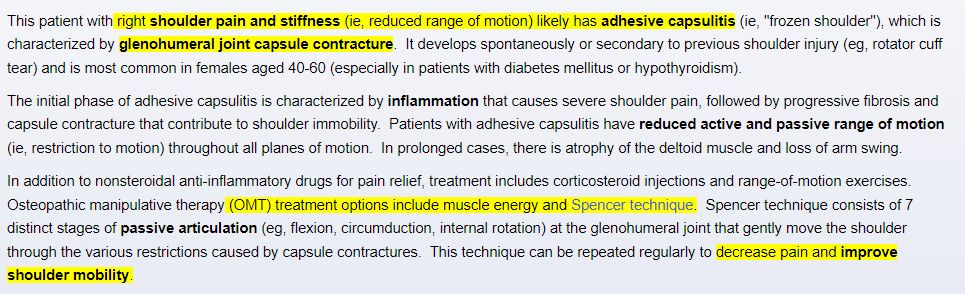 This patient with right shoulder pain and stiffness (ie, reduced range of motion) likely has adhesive capsulitis (ie, "frozen shoulder"), which is
characterized by glenohumeral joint capsule contracture. It develops spontaneously or secondary to previous shoulder injury (eg, rotator cuff
tear) and is most common in females aged 40-60 (especially in patients with diabetes mellitus or hypothyroidism).
The initial phase of adhesive capsulitis is characterized by inflammation that causes severe shoulder pain, followed by progressive fibrosis and
capsule contracture that contribute to shoulder immobility. Patients with adhesive capsulitis have reduced active and passive range of motion
(ie, restriction to motion) throughout all planes of motion. In prolonged cases, there is atrophy of the deltoid muscle and loss of arm swing.
In addition to nonsteroidal anti-inflammatory drugs for pain relief, treatment includes corticosteroid injections and range-of-motion exercises.
Osteopathic manipulative therapy (OMT) treatment options include muscle energy and Spencer technique. Spencer technique consists of 7
distinct stages of passive articulation (eg, flexion, circumduction, internal rotation) at the glenohumeral joint that gently move the shoulder
through the various restrictions caused by capsule contractures. This technique can be repeated regularly to decrease pain and improve
shoulder mobility.